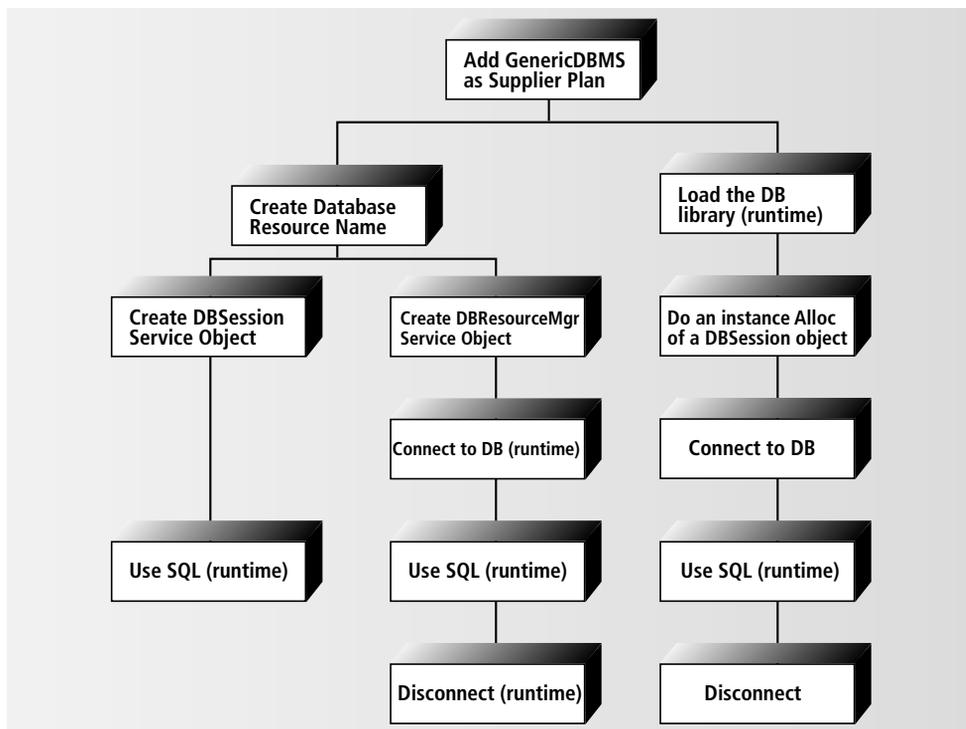 Add GenericDBMS
as Supplier Plan
Create Database
Resource Name
Load the DB
library (runtime)
Create DBSession
Service Object
Create DBResourceMgr
Service Object
Do an instance Alloc
of a DBSession object
Connect to DB (runtime)
Connect to DB
Use SQL (runtime)
Use SQL (runtime)
Use SQL (runtime)
Disconnect (runtime)
Disconnect